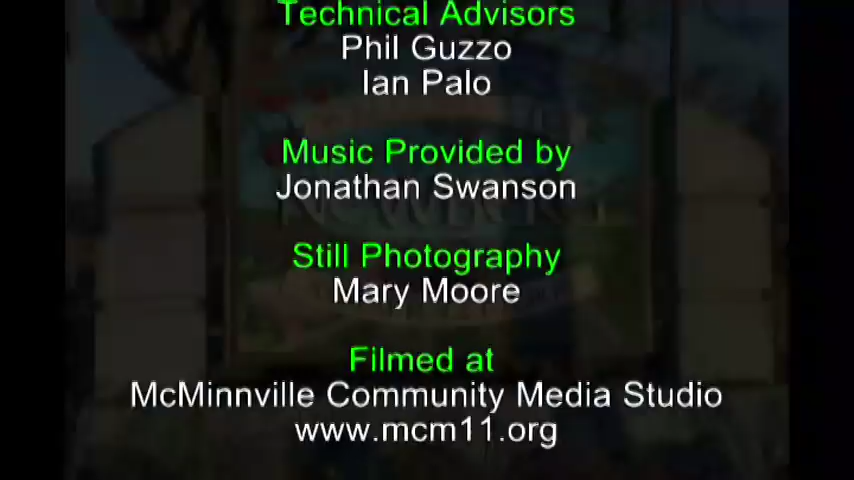 Technical Advisors
Phil Guzzo
Ian Palo
Music Provided by
Jonathan Swanson
Still Photography
Mary Moore
Filmed at
McMinnville Community Media Studio
www.mcm11.org